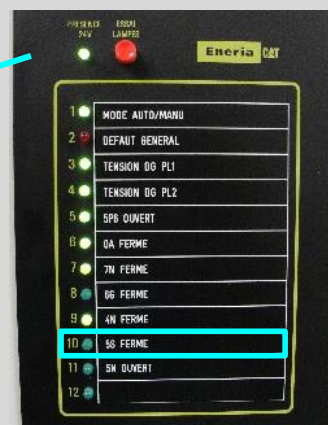 PRESENCE ESSAI
24V LAMPES
Eneria CAT
1 MODE AUTO/MANU
2 DEFAUT GENERAL
3 TENSION DG PL1
4 TENSION DG PL2
5 5P6 OUVERT
6 0A FERME
7 7N FERME
8 6G FERME
9 4N FERME
10 5S FERME
11 5N OUVERT
12